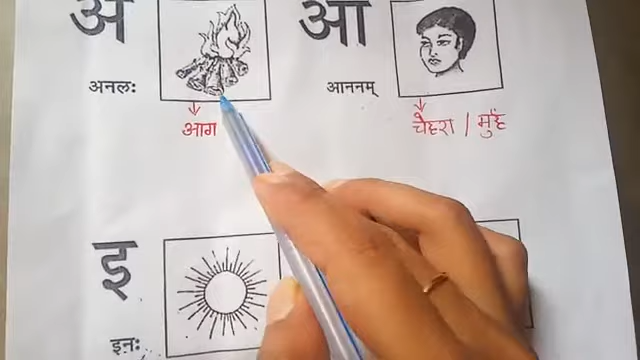 अ
आ
अनलः
आननम्
आग
चेहरा / मुँह
इ
इनः